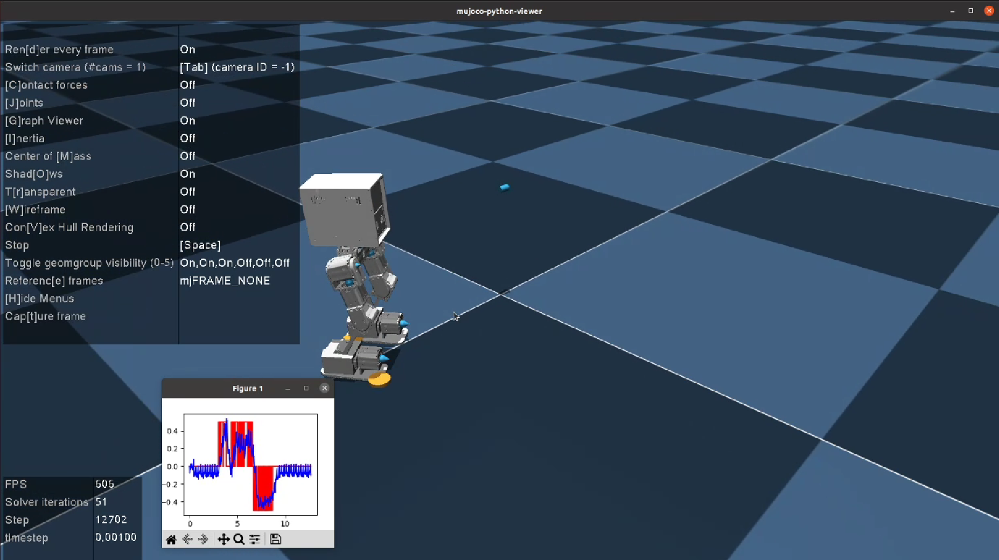 mujoco-python-viewer
Ren[d]er every frame On
Switch camera (#cams = 1) [Tab] (camera ID = -1)
[C]ontact forces Off
[J]oints Off
[G]raph Viewer On
[I]nertia Off
Center of [M]ass Off
Shad[O]ws On
T[r]ansparent Off
[W]ireframe Off
Con[V]ex Hull Rendering Off
Stop [Space]
Toggle geomgroup visibility (0-5) On,On,On,Off,Off,Off
Referenc[e] frames mjFRAME_NONE
[H]ide Menus
Cap[t]ure frame
Figure 1
0.4
0.2
0.0
−0.2
−0.4
0 5 10
FPS 606
Solver iterations 51
Step 12702
timestep 0.00100